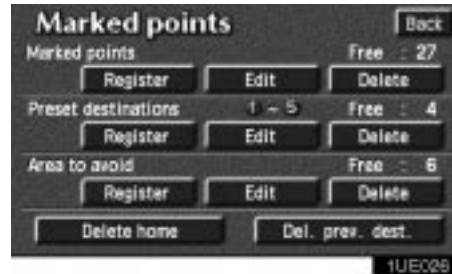 Marked points Back
Marked points Free : 27
Register Edit Delete
Preset destinations 1 ~ 5 Free : 4
Register Edit Delete
Area to avoid Free : 6
Register Edit Delete
Delete home Del. prev. dest.
1UE026